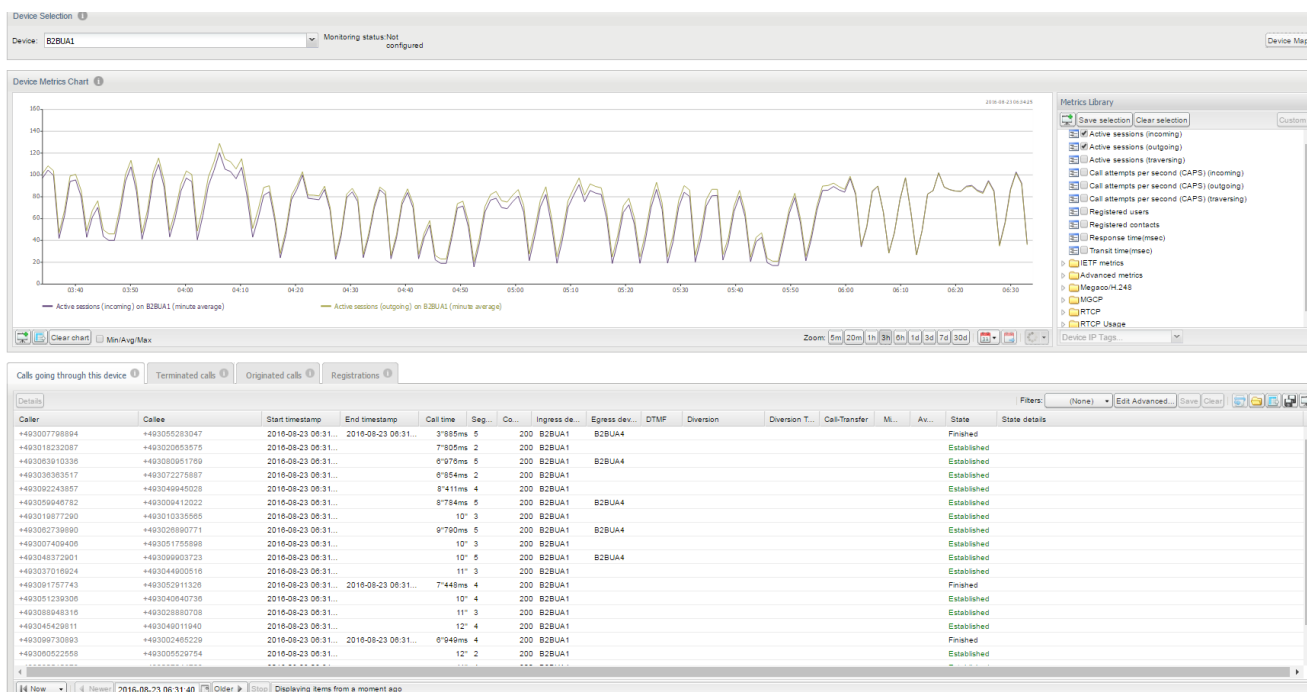 Device Selection
Device: B2BUA1 Monitoring status:Not configured Device Map
Device Metrics Chart
160
140
120
100
80
60
40
20
0
03:40 03:50 04:00 04:10 04:20 04:30 04:40 04:50 05:00 05:10 05:20 05:30 05:40 05:50 06:00 06:10 06:20 06:30
Active sessions (incoming) on B2BUA1 (minute average) Active sessions (outgoing) on B2BUA1 (minute average)
Clear chart Min/Avg/Max Zoom: 5m 20m 1h 3h 6h 1d 3d 7d 30d
Metrics Library
Save selection Clear selection Custom
Active sessions (incoming)
Active sessions (outgoing)
Active sessions (traversing)
Call attempts per second (CAPS) (incoming)
Call attempts per second (CAPS) (outgoing)
Call attempts per second (CAPS) (traversing)
Registered users
Registered contacts
Response time(msec)
Transit time(msec)
IETF metrics
Advanced metrics
Megaco/H.248
MGCP
RTCP
RTCP Usage
Device IP Tags...
Calls going through this device Terminated calls Originated calls Registrations
Details Filters: (None) Edit Advanced... Save Clear
Caller Callee Start timestamp End timestamp Call time Seg... Co... Ingress de... Egress dev... DTMF Diversion Diversion T... Call-Transfer Mi... Av... State State details
+493007798894 +493055283047 2016-08-23 06:31... 2016-08-23 06:31... 3"885ms 5 200 B2BUA1 B2BUA4 Finished
+493018232087 +493020653575 2016-08-23 06:31... 7"805ms 2 200 B2BUA1 Established
+493063910336 +493080951769 2016-08-23 06:31... 6"976ms 5 200 B2BUA1 B2BUA4 Established
+493036363517 +493072275887 2016-08-23 06:31... 6"854ms 2 200 B2BUA1 Established
+493092243857 +493049945028 2016-08-23 06:31... 8"411ms 4 200 B2BUA1 Established
+493059946782 +493009412022 2016-08-23 06:31... 8"784ms 5 200 B2BUA1 B2BUA4 Established
+493019877290 +493010335565 2016-08-23 06:31... 10" 3 200 B2BUA1 Established
+493062739890 +493026890771 2016-08-23 06:31... 9"790ms 5 200 B2BUA1 B2BUA4 Established
+493007409406 +493051755898 2016-08-23 06:31... 10" 3 200 B2BUA1 Established
+493048372901 +493099903723 2016-08-23 06:31... 10" 5 200 B2BUA1 B2BUA4 Established
+493037016924 +493044900516 2016-08-23 06:31... 11" 3 200 B2BUA1 Established
+493091757743 +493052911326 2016-08-23 06:31... 2016-08-23 06:31... 7"448ms 4 200 B2BUA1 Finished
+493051239306 +493040640736 2016-08-23 06:31... 10" 4 200 B2BUA1 Established
+493088948316 +493028880708 2016-08-23 06:31... 11" 3 200 B2BUA1 Established
+493045429811 +493049011940 2016-08-23 06:31... 12" 4 200 B2BUA1 Established
+493099730893 +493002465229 2016-08-23 06:31... 2016-08-23 06:31... 6"949ms 4 200 B2BUA1 Finished
+493060522558 +493005529754 2016-08-23 06:31... 12" 2 200 B2BUA1 Established
Now Newer 2016-08-23 06:31:40 Older Stop Displaying items from a moment ago